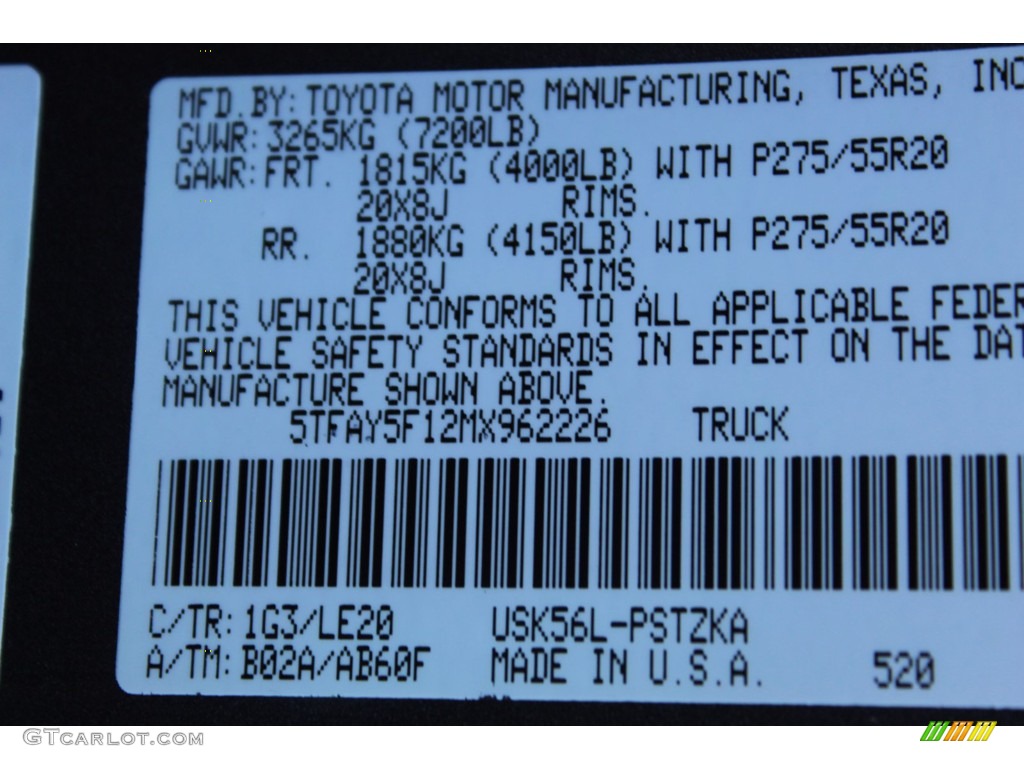 MFD.BY: TOYOTA MOTOR MANUFACTURING, TEXAS, INC
GVWR: 3265KG (7200LB)
GAWR: FRT. 1815KG (4000LB) WITH P275/55R20
20X8J RIMS.
RR. 1880KG (4150LB) WITH P275/55R20
20X8J RIMS.
THIS VEHICLE CONFORMS TO ALL APPLICABLE FEDER
VEHICLE SAFETY STANDARDS IN EFFECT ON THE DAT
MANUFACTURE SHOWN ABOVE.
5TFAY5F12MX962226 TRUCK
C/TR: 1G3/LE20 USK56L-PSTZKA
A/TM: B02A/AB60F MADE IN U.S.A. 520
GTCARLOT.COM